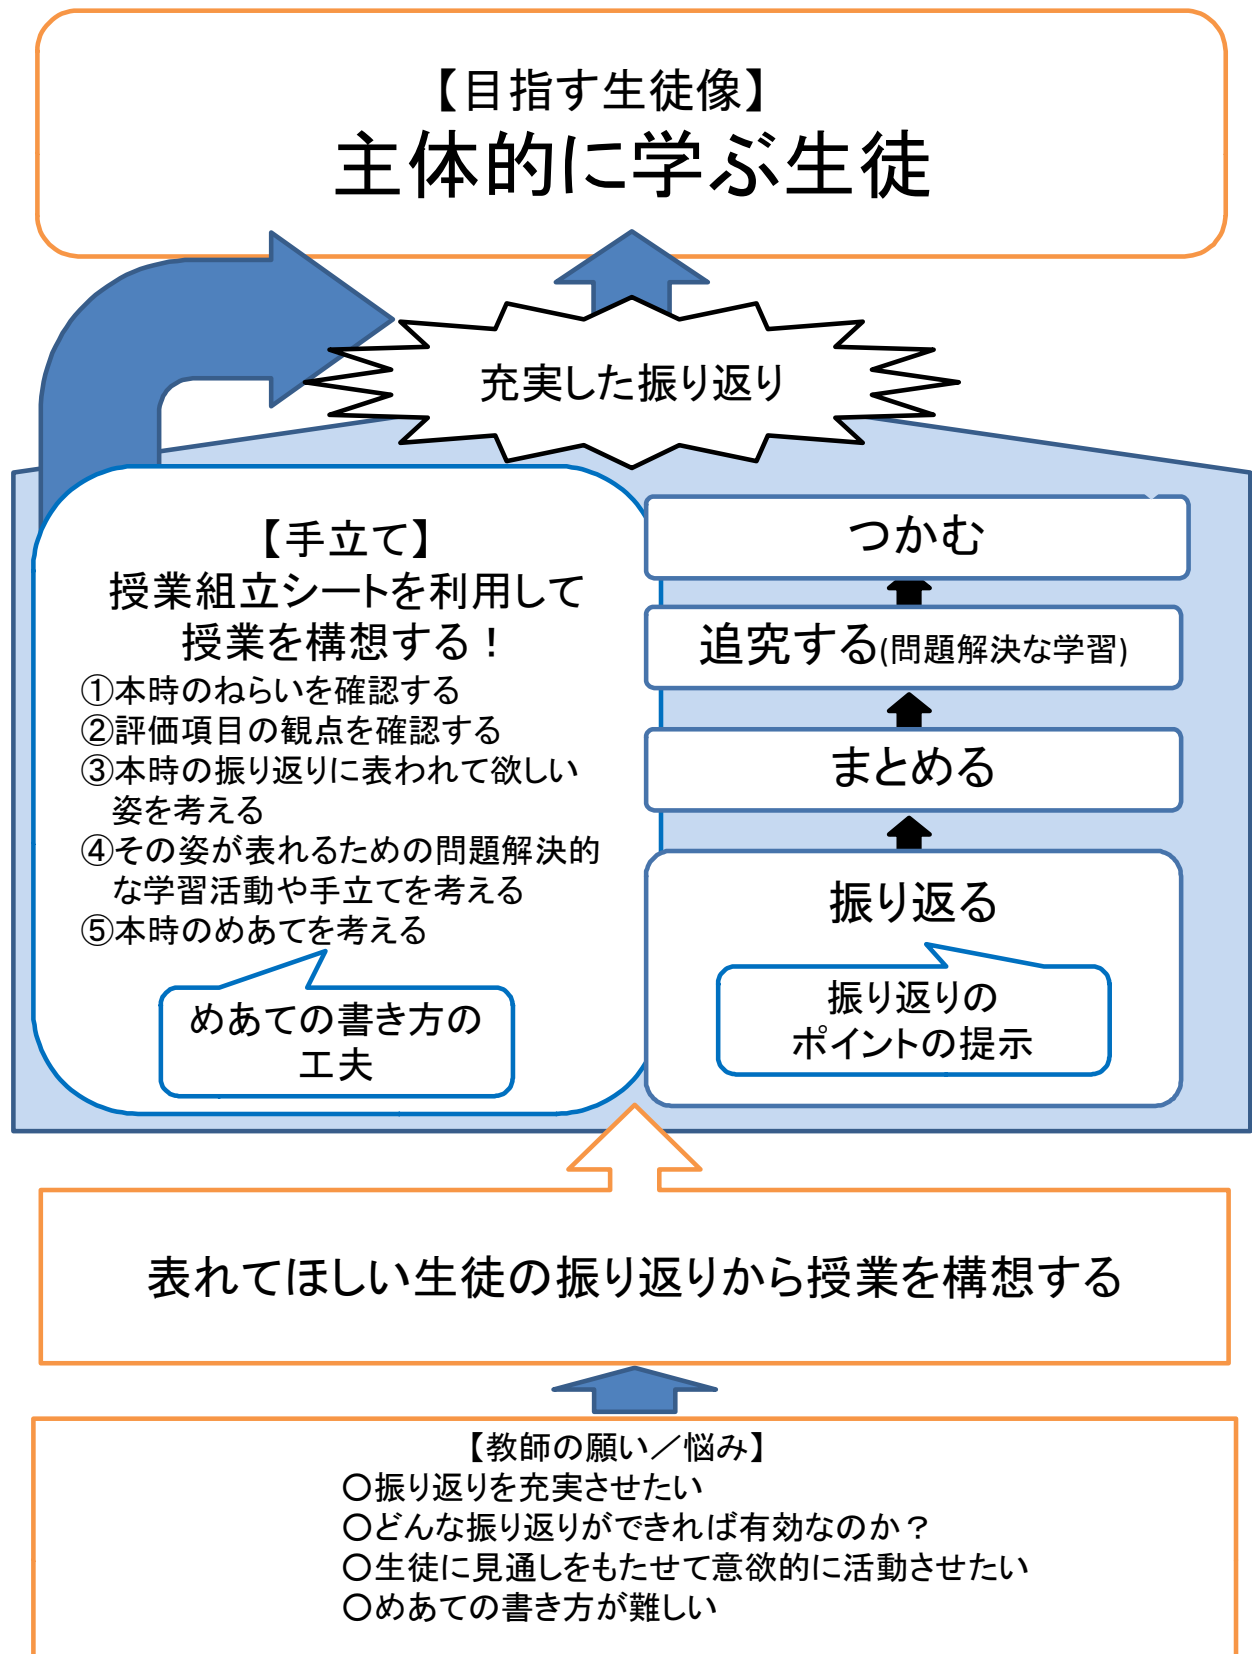 【目指す生徒像】
主体的に学ぶ生徒
充実した振り返り
【手立て】
授業組立シートを利用して
授業を構想する！
①本時のねらいを確認する
②評価項目の観点を確認する
③本時の振り返りに表われて欲しい
姿を考える
④その姿が表れるための問題解決的
な学習活動や手立てを考える
⑤本時のめあてを考える
めあての書き方の
工夫
つかむ
追究する(問題解決な学習)
まとめる
振り返る
振り返りの
ポイントの提示
表れてほしい生徒の振り返りから授業を構想する
【教師の願い／悩み】
○振り返りを充実させたい
○どんな振り返りができれば有効なのか？
○生徒に見通しをもたせて意欲的に活動させたい
○めあての書き方が難しい